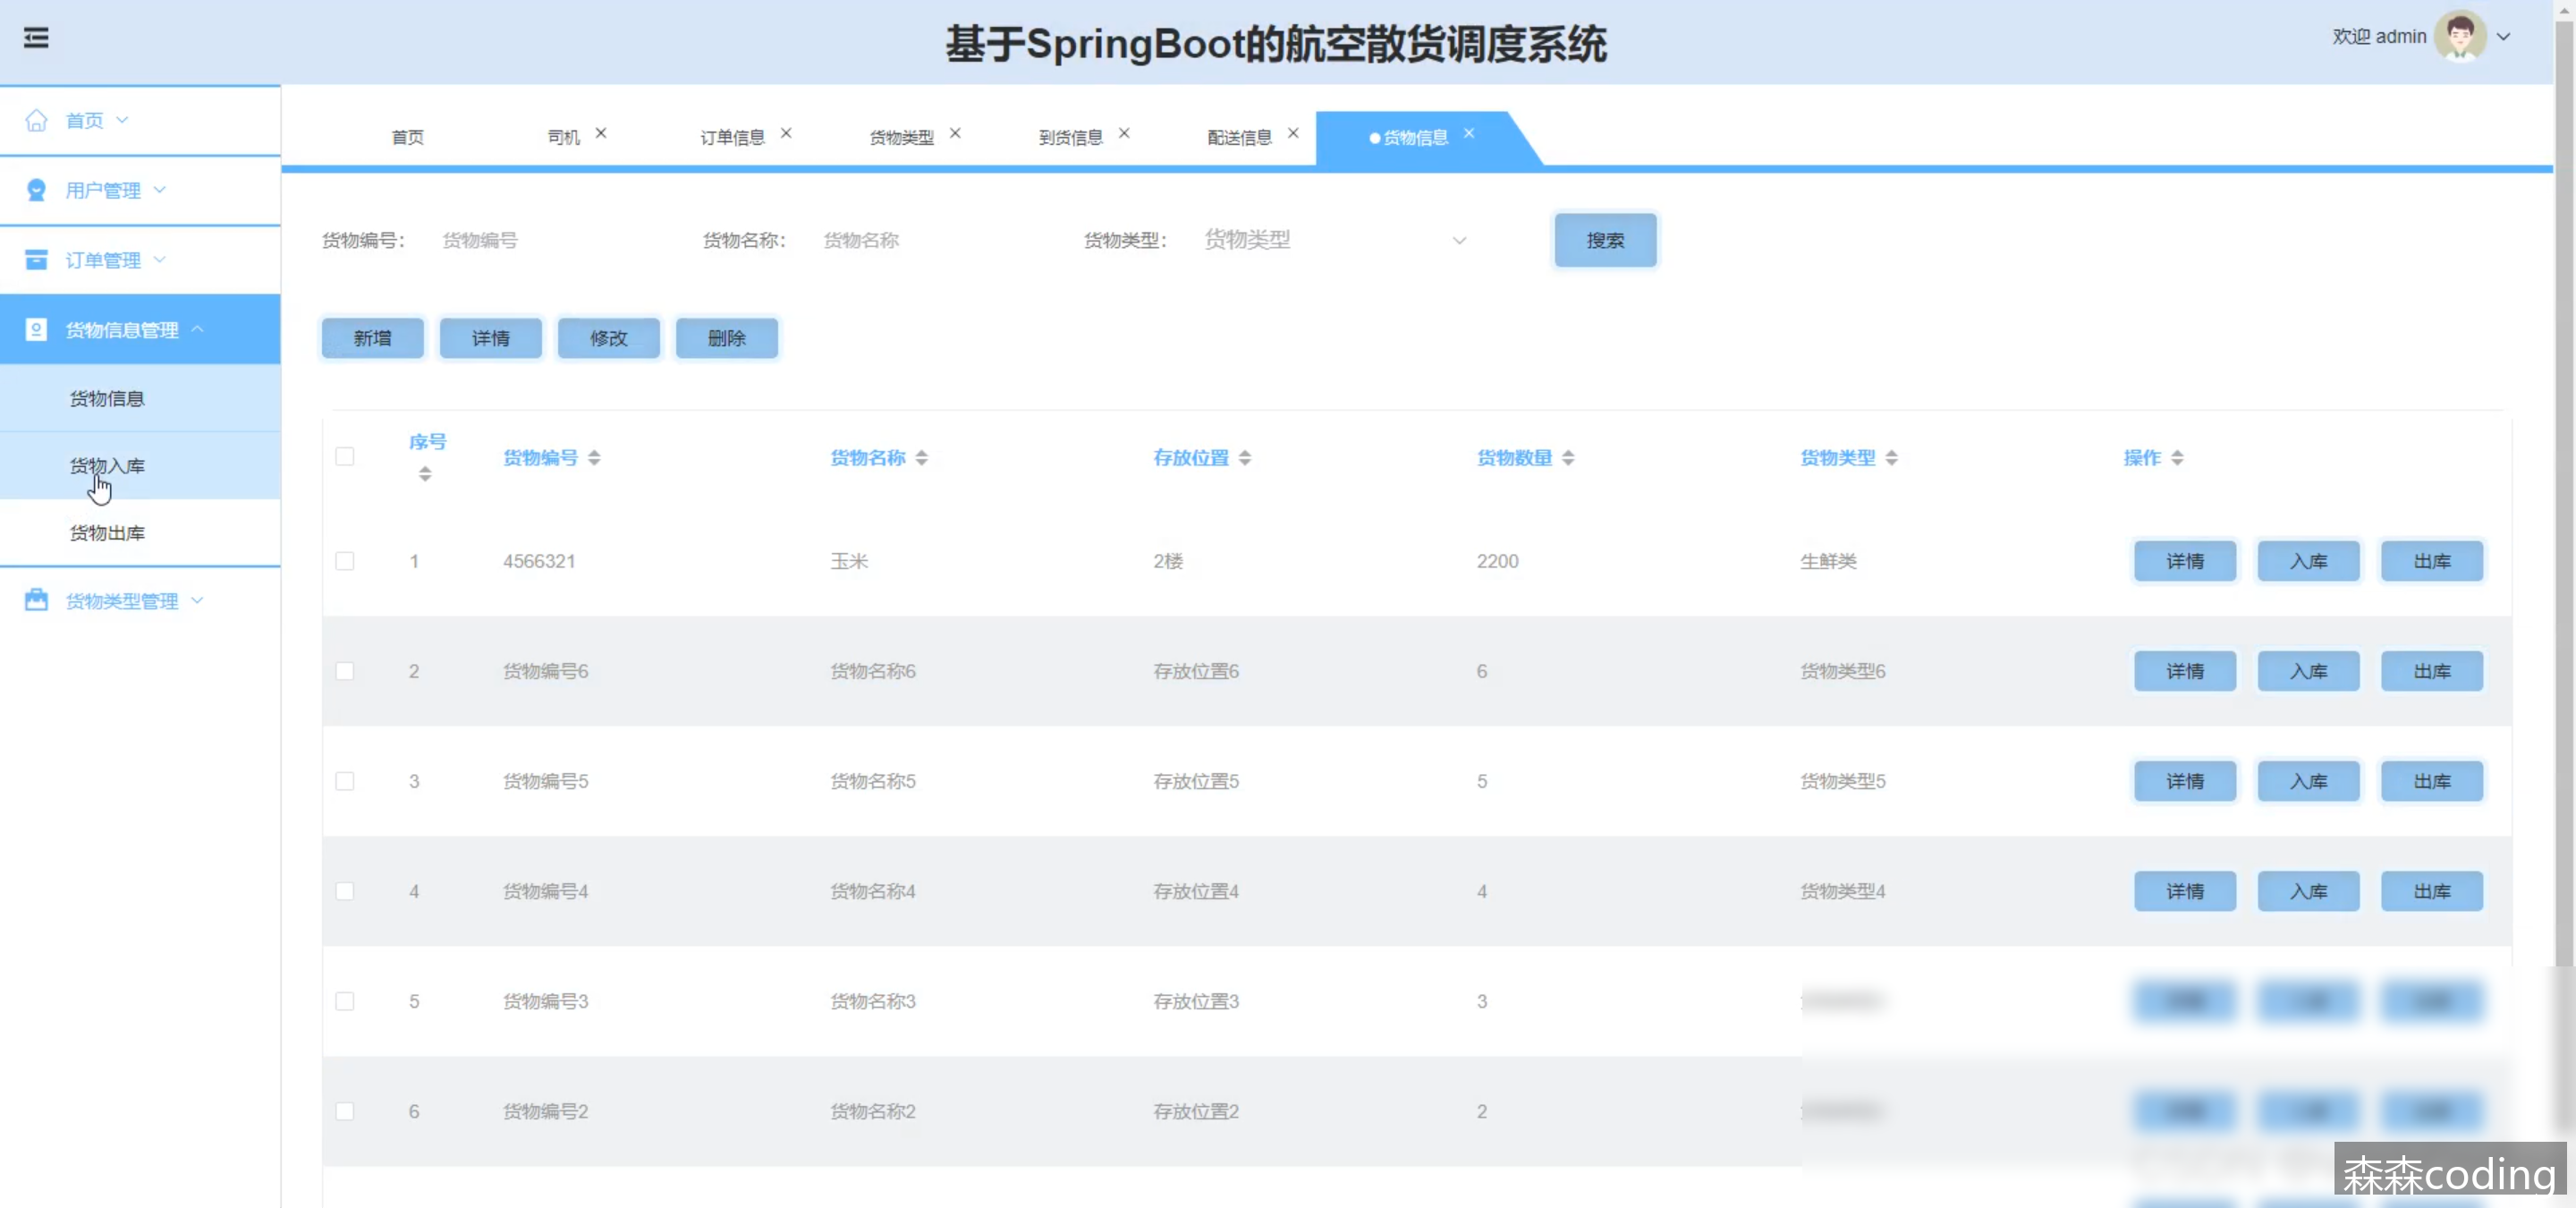 基于SpringBoot的航空散货调度系统
欢迎 admin
首页
用户管理
订单管理
货物信息管理
货物信息
货物入库
货物出库
货物类型管理
首页 司机 订单信息 货物类型 到货信息 配送信息 货物信息
货物编号： 货物编号 货物名称： 货物名称 货物类型： 货物类型 搜索
新增 详情 修改 删除
序号 货物编号 货物名称 存放位置 货物数量 货物类型 操作
1 4566321 玉米 2楼 2200 生鲜类 详情 入库 出库
2 货物编号6 货物名称6 存放位置6 6 货物类型6 详情 入库 出库
3 货物编号5 货物名称5 存放位置5 5 货物类型5 详情 入库 出库
4 货物编号4 货物名称4 存放位置4 4 货物类型4 详情 入库 出库
5 货物编号3 货物名称3 存放位置3 3
6 货物编号2 货物名称2 存放位置2 2
森森coding